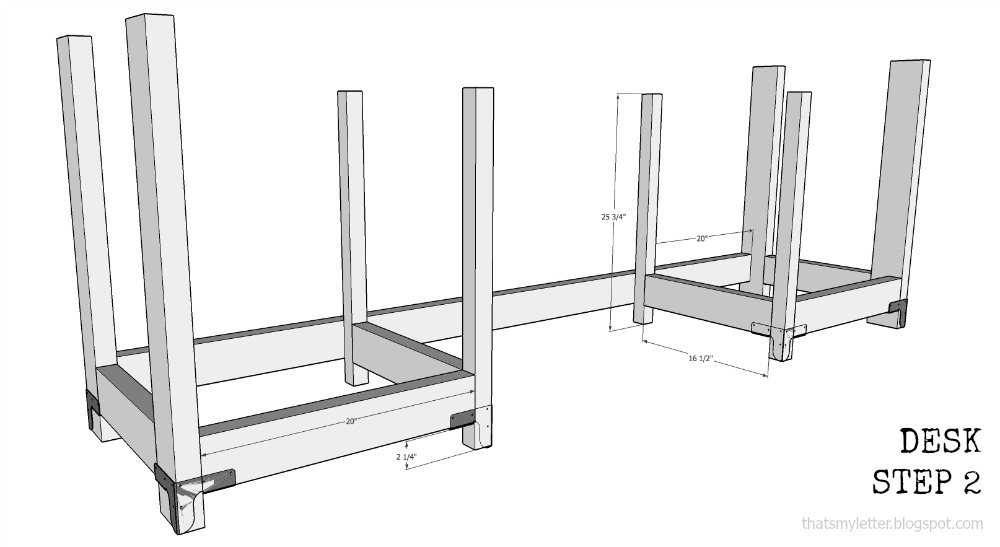 25 3/4"
20"
16 1/2"
20"
2 1/4"
DESK
STEP 2
thatsmyletter.blogspot.com